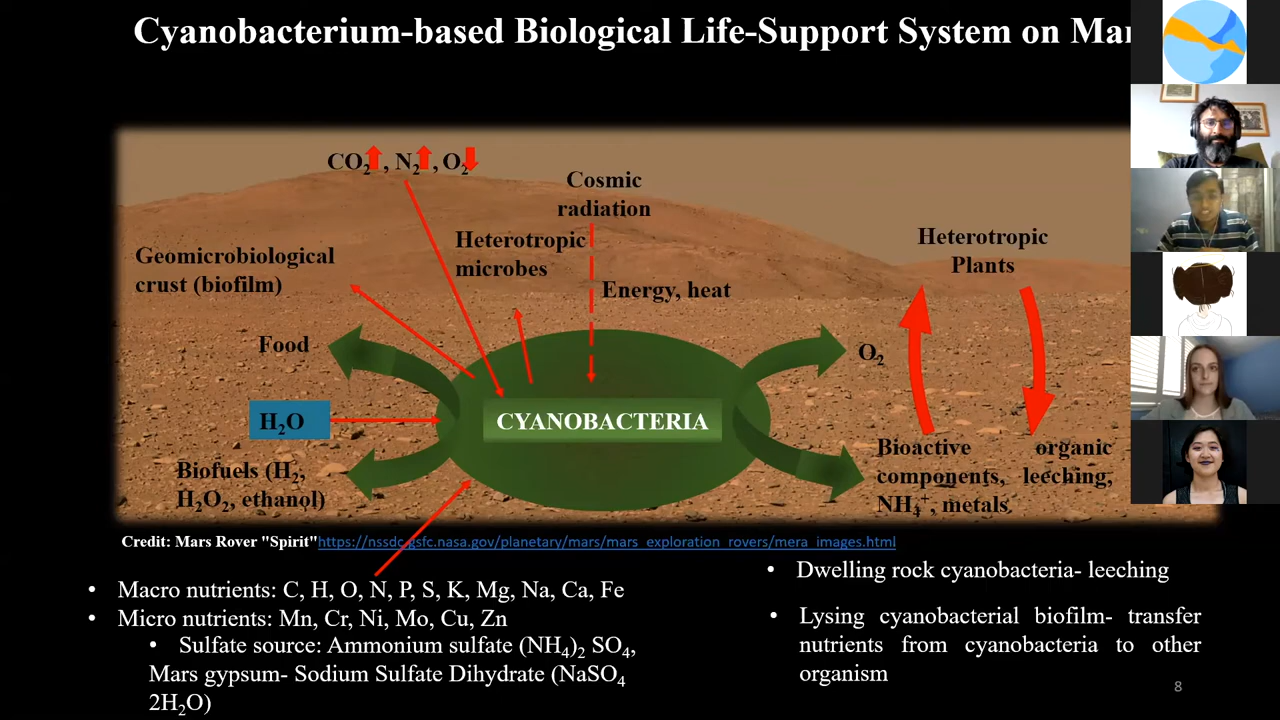 Cyanobacterium-based Biological Life-Support System on Mar
CO₂, N₂, O₂
Cosmic
radiation
Geomicrobiological
crust (biofilm)
Heterotropic
microbes
Energy, heat
Heterotropic
Plants
Food
O₂
H₂O
CYANOBACTERIA
Biofuels (H₂,
H₂O₂, ethanol)
Bioactive
components,
NH₄⁺, metals
organic
leeching,
Credit: Mars Rover "Spirit"https://nssdc.gsfc.nasa.gov/planetary/mars/mars_exploration_rovers/mera_images.html
• Macro nutrients: C, H, O, N, P, S, K, Mg, Na, Ca, Fe
• Micro nutrients: Mn, Cr, Ni, Mo, Cu, Zn
• Sulfate source: Ammonium sulfate (NH₄)₂ SO₄,
Mars gypsum- Sodium Sulfate Dihydrate (NaSO₄
2H₂O)
• Dwelling rock cyanobacteria- leeching
• Lysing cyanobacterial biofilm- transfer
nutrients from cyanobacteria to other
organism
8